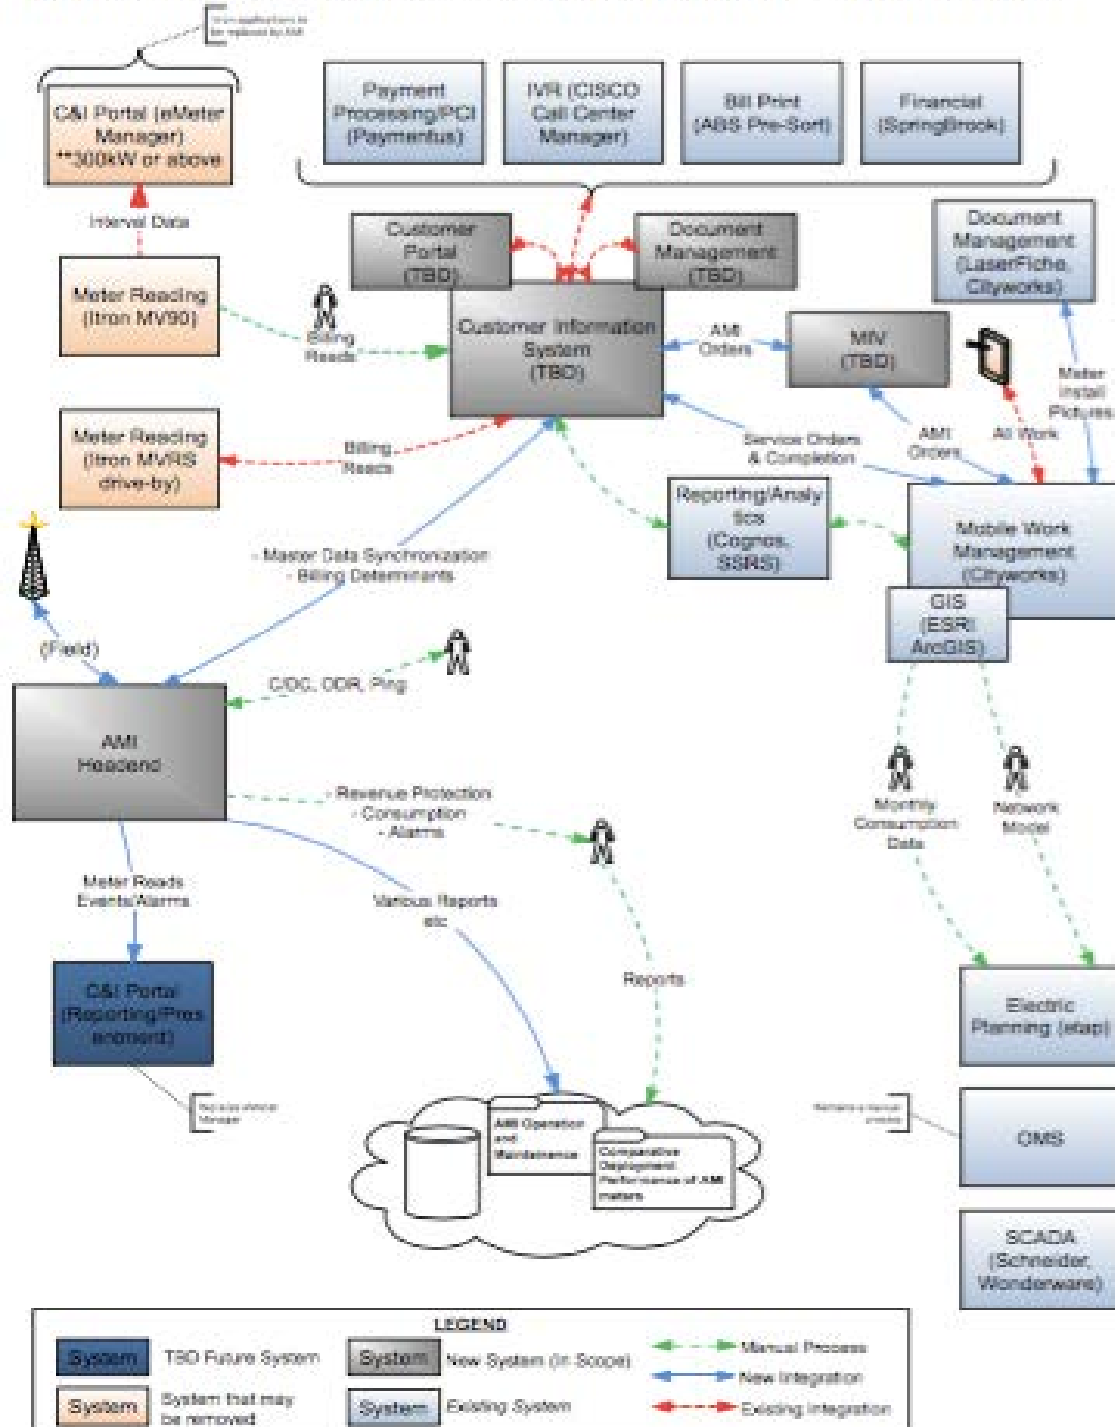 be replaced by AMI
C&I Portal (eMeter
Manager)
**300kW or above
Payment
Processing/PCI
(Paymentus)
IVR (CISCO
Call Center
Manager)
Bill Print
(ABS Pre-Sort)
Financial
(SpringBrook)
Interval Data
Customer
Portal
(TBD)
Document
Management
(TBD)
Document
Management
(LaserFiche,
Cityworks)
Meter Reading
(Itron MV90)
Billing
Reads
Customer Information
System
(TBD)
AMI
Orders
MIV
(TBD)
Meter
Install
Pictures
Meter Reading
(Itron MVRS
drive-by)
Billing
Reads
Service Orders
& Completion
AMI
Orders
All Work
Reporting/Analy
tics
(Cognos,
SSRS)
Mobile Work
Management
(Cityworks)
- Master Data Synchronization
- Billing Determinants
GIS
(ESRI
ArcGIS)
(Field)
C/DC, ODR, Ping
AMI
Headend
- Revenue Protection
- Consumption
- Alarms
Monthly
Consumption
Data
Network
Model
Meter Reads
Events/Alarms
Various Reports
etc
Reports
C&I Portal
(Reporting/Pres
entment)
Electric
Planning (etap)
Manager
AMI Operation
and
Maintainence
Comparative
Deployment
Performance of AMI
meters
OMS
SCADA
(Schneider,
Wonderware)
LEGEND
System
TBD Future System
System
New System (In Scope)
Manual Process
New Integration
System
System that may
be removed
System
Existing System
Existing Integration